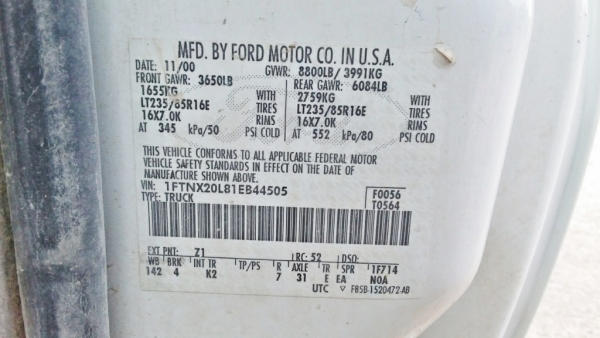 MFD. BY FORD MOTOR CO. IN U.S.A.
DATE: 11/00 GVWR: 8800LB/ 3991KG
FRONT GAWR: 3650LB REAR GAWR: 6084LB
1655KG WITH 2759KG WITH
LT235/85R16E TIRES LT235/85R16E TIRES
16X7.0K RIMS 16X7.0K RIMS
AT 345 kPa/50 PSI COLD AT 552 kPa/80 PSI COLD
THIS VEHICLE CONFORMS TO ALL APPLICABLE FEDERAL MOTOR
VEHICLE SAFETY STANDARDS IN EFFECT ON THE DATE OF
MANUFACTURE SHOWN ABOVE.
VIN: 1FTNX20L81EB44505 F0056
TYPE: TRUCK T0564
EXT PNT: Z1 RC: 52 DSO:
WB BRK INT TR TP/PS R AXLE TR SPR 1F714
142 4 K2 7 31 E EA N0A
UTC ▽ F85B-1520472-AB